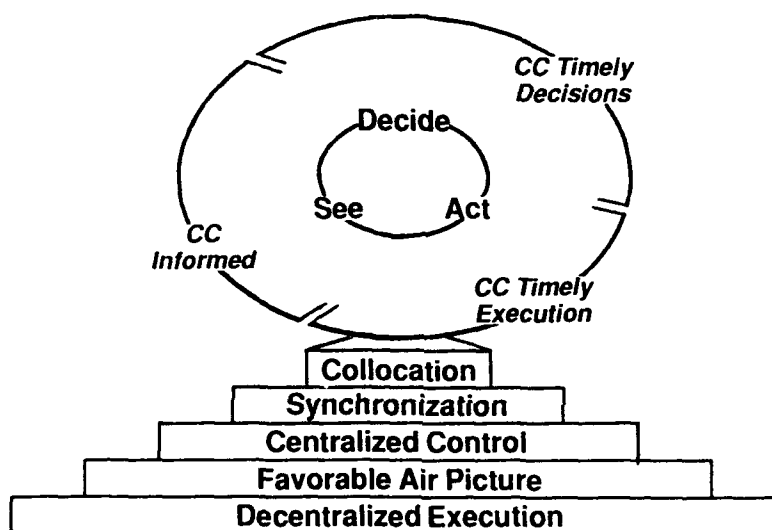 CC Timely
Decisions
Decide
See
Act
CC
Informed
CC Timely
Execution
Collocation
Synchronization
Centralized Control
Favorable Air Picture
Decentralized Execution